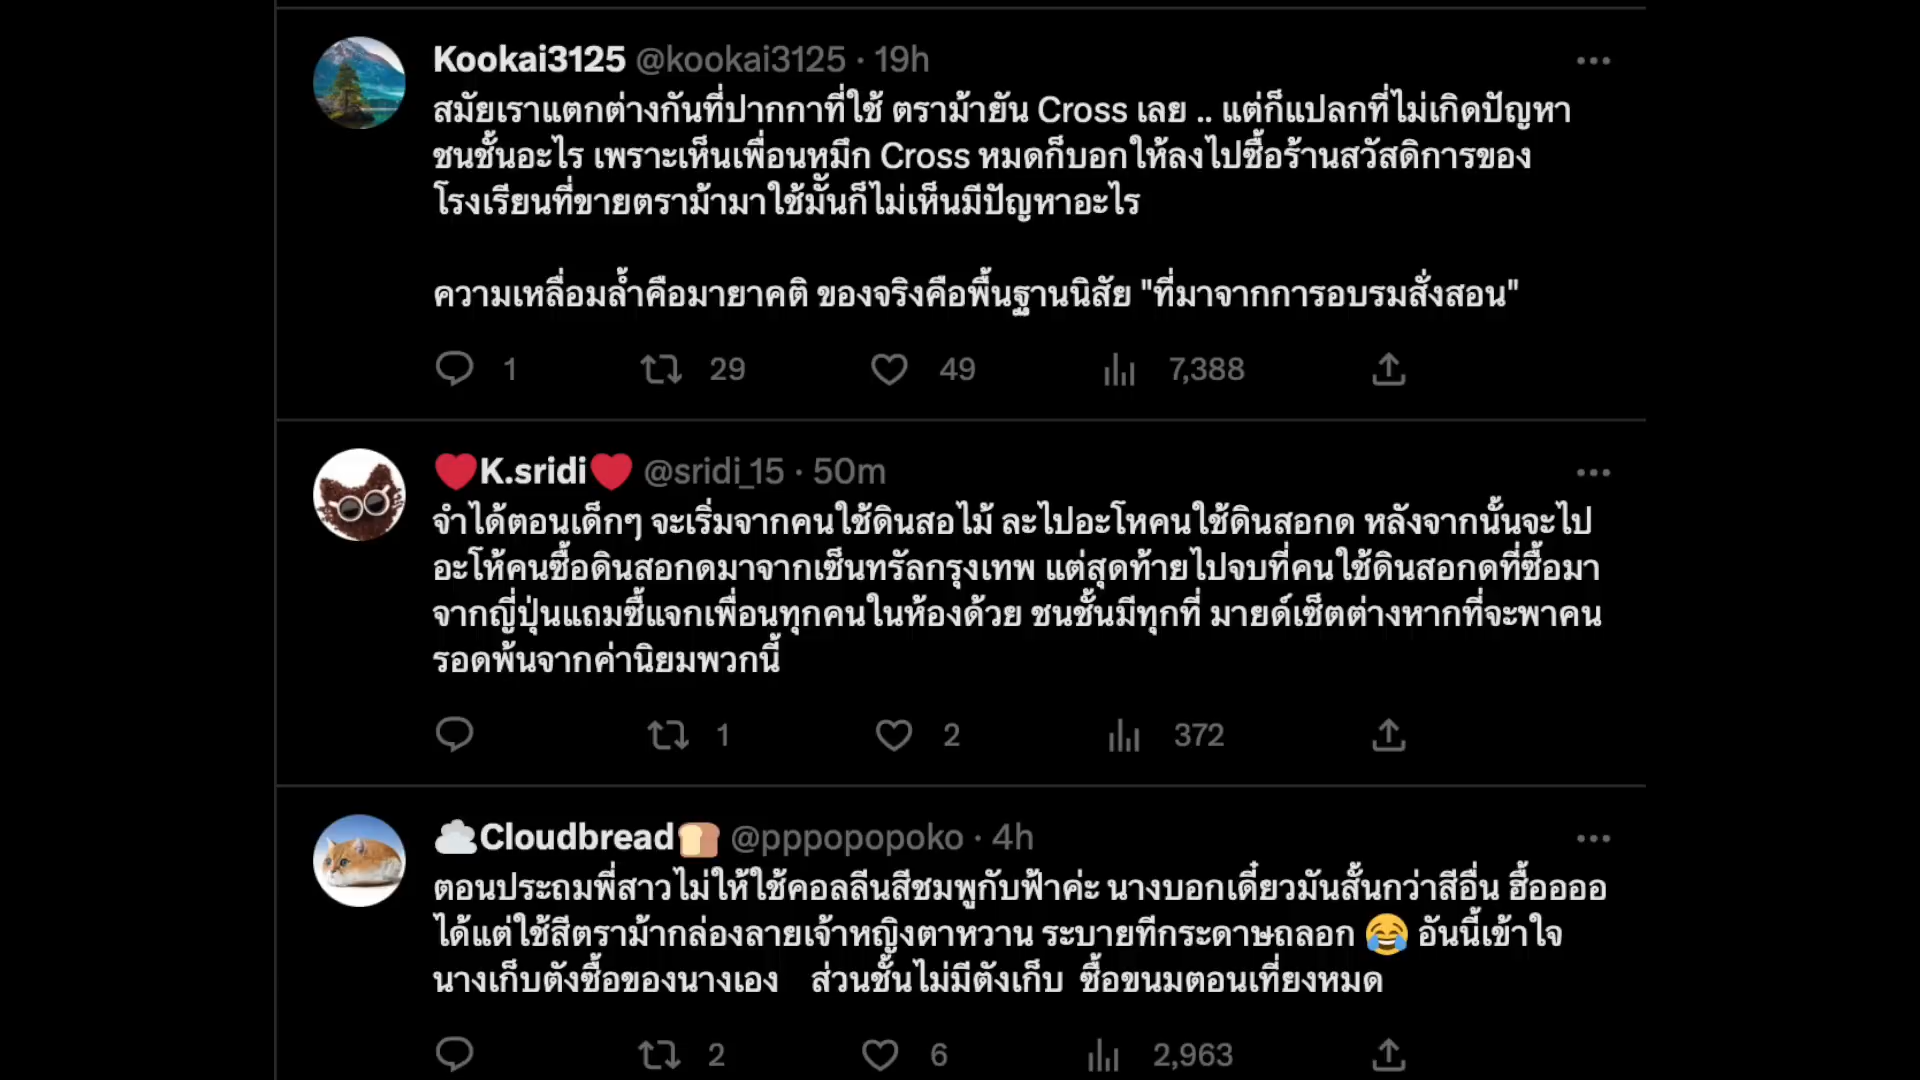 Kookai3125 @kookai3125 · 19h
สมัยเราแตกต่างกันที่ปากกาที่ใช้ ตราม้ายัน Cross เลย .. แต่ก็แปลกที่ไม่เกิดปัญหา
ชนชั้นอะไร เพราะเห็นเพื่อนหมึก Cross หมดก็บอกให้ลงไปซื้อร้านสวัสดิการของ
โรงเรียนที่ขายตราม้ามาใช้มั้นก็ไม่เห็นมีปัญหาอะไร
ความเหลื่อมล้ำคือมายาคติ ของจริงคือพื้นฐานนิสัย "ที่มาจากการอบรมสั่งสอน"
1 29 49 7,388
❤️K.sridi❤️ @sridi_15 · 50m
จำได้ตอนเด็กๆ จะเริ่มจากคนใช้ดินสอไม้ ละไปอะโหคนใช้ดินสอกด หลังจากนั้นจะไป
อะโห้คนซื้อดินสอกดมาจากเซ็นทรัลกรุงเทพ แต่สุดท้ายไปจบที่คนใช้ดินสอกดที่ซื้อมา
จากญี่ปุ่นแถมซื้แจกเพื่อนทุกคนในห้องด้วย ชนชั้นมีทุกที่ มายด์เซ็ตต่างหากที่จะพาคน
รอดพ้นจากค่านิยมพวกนี้
1 2 372
☁️Cloudbread🍞 @pppopopoko · 4h
ตอนประถมพี่สาวไม่ให้ใช้คอลลีนสีชมพูกับฟ้าค่ะ นางบอกเดี๋ยวมันสั้นกว่าสีอื่น ฮื้ออออ
ได้แต่ใช้สีตราม้ากล่องลายเจ้าหญิงตาหวาน ระบายทีกระดาษถลอก 😂 อันนี้เข้าใจ
นางเก็บตังซื้อของนางเอง ส่วนชั้นไม่มีตังเก็บ ซื้อขนมตอนเที่ยงหมด
2 6 2,963